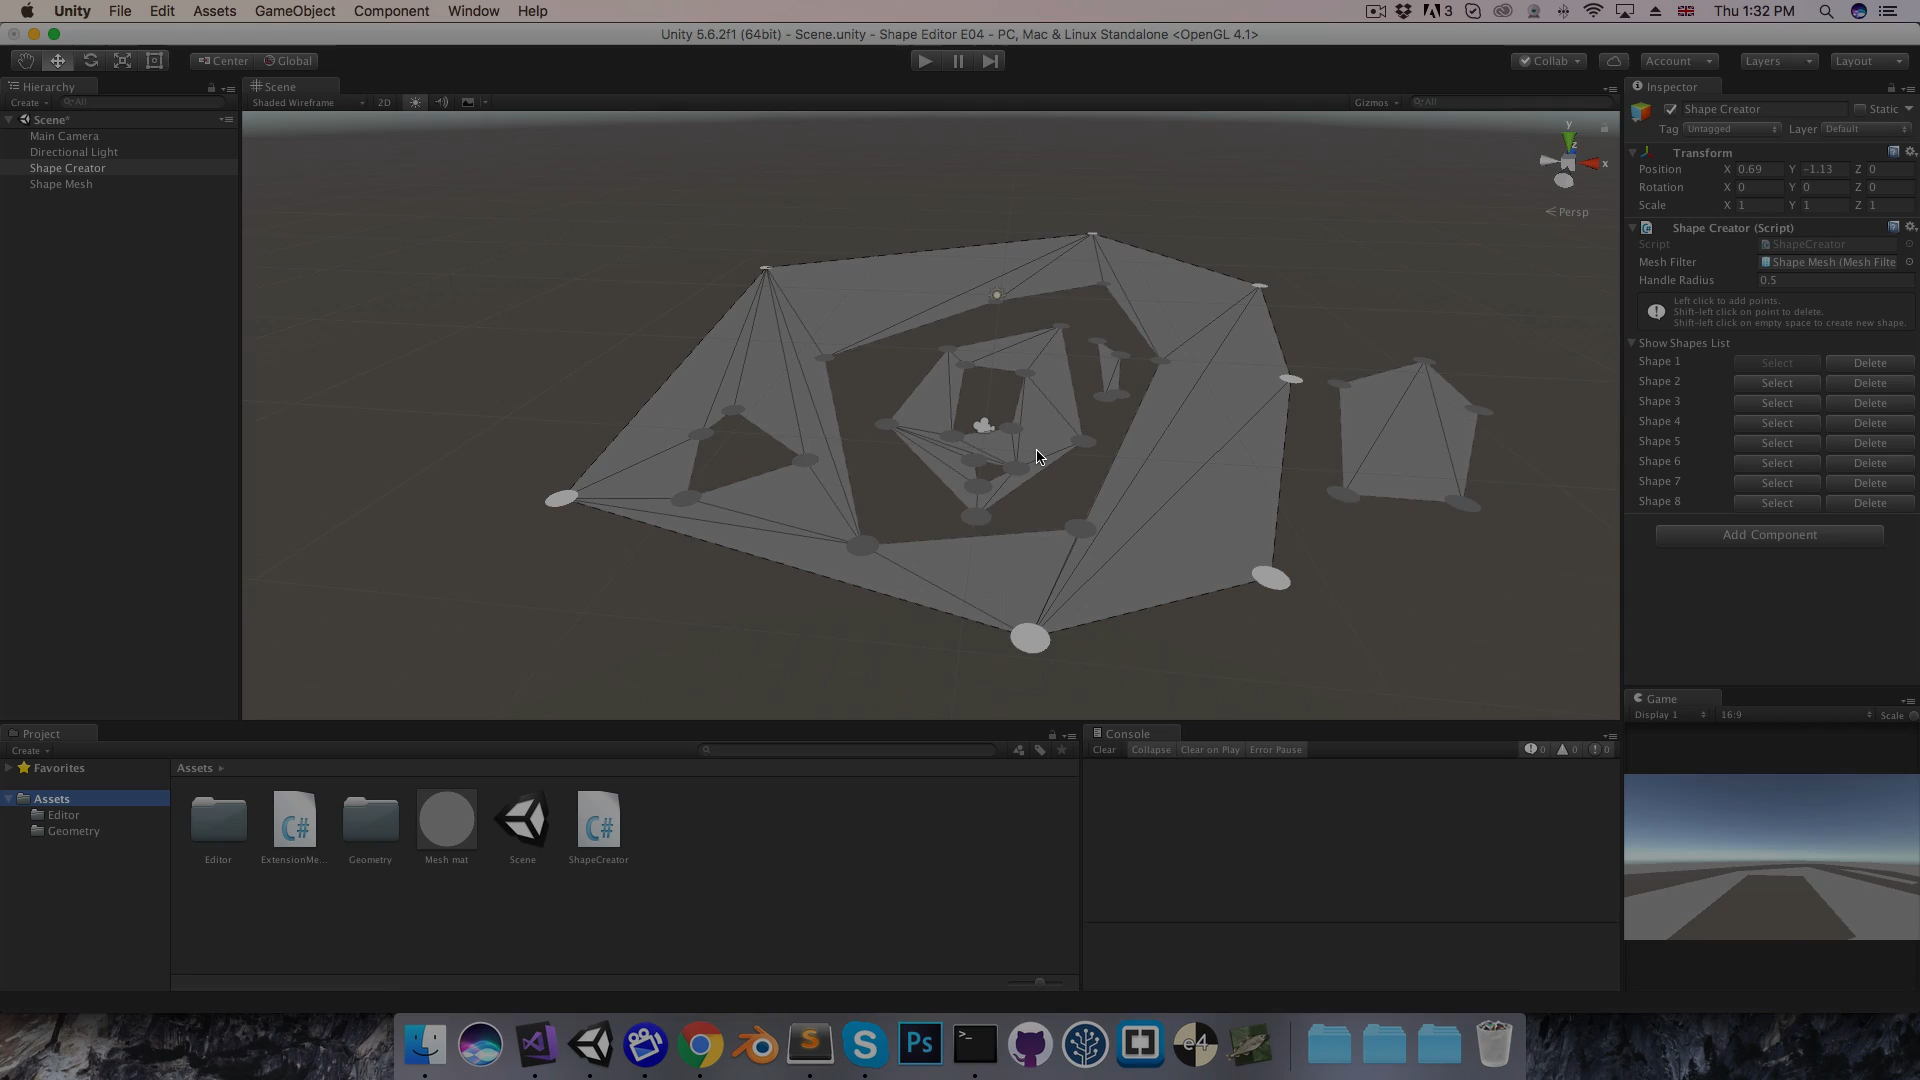 Unity File Edit Assets GameObject Component Window Help
3
Thu 1:32 PM
Unity 5.6.2f1 (64bit) - Scene.unity - Shape Editor E04 - PC, Mac & Linux Standalone <OpenGL 4.1>
Center Global
Collab Account Layers Layout
Hierarchy
Create All
Scene*
Main Camera
Directional Light
Shape Creator
Shape Mesh
Scene
Shaded Wireframe 2D Gizmos All
y
z
x
Persp
Inspector
Shape Creator Static
Tag Untagged Layer Default
Transform
Position X 0.69 Y -1.13 Z 0
Rotation X 0 Y 0 Z 0
Scale X 1 Y 1 Z 1
Shape Creator (Script)
Script ShapeCreator
Mesh Filter Shape Mesh (Mesh Filte
Handle Radius 0.5
Left click to add points.
Shift-left click on point to delete.
Shift-left click on empty space to create new shape.
Show Shapes List
Shape 1 Select Delete
Shape 2 Select Delete
Shape 3 Select Delete
Shape 4 Select Delete
Shape 5 Select Delete
Shape 6 Select Delete
Shape 7 Select Delete
Shape 8 Select Delete
Add Component
Game
Display 1 16:9 Scale
Project
Create
Favorites
Assets
Editor
Geometry
Assets
C# C#
Editor ExtensionMe... Geometry Mesh mat Scene ShapeCreator
Console
Clear Collapse Clear on Play Error Pause 0 0 0
S Ps >_ e4